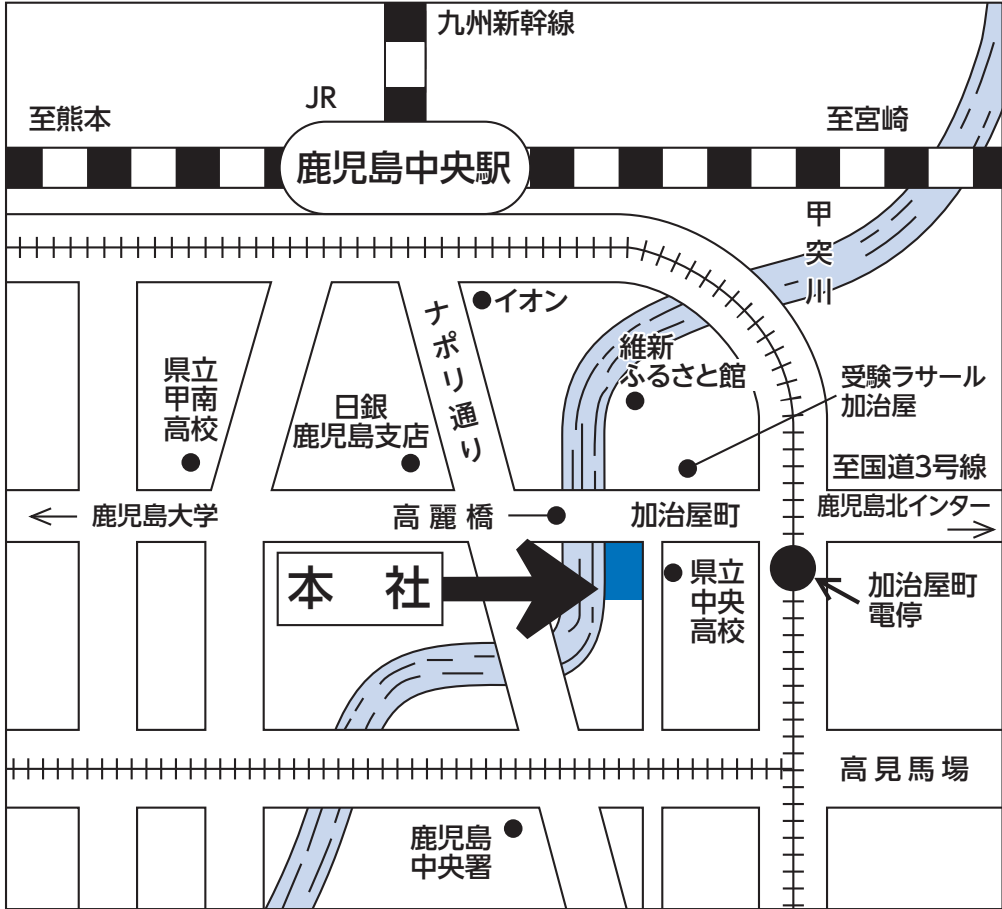 九州新幹線
JR
至熊本
至宮崎
鹿児島中央駅
甲突川
イオン
ナポリ通り
維新
ふるさと館
県立
甲南
高校
日銀
鹿児島支店
受験ラサール
加治屋
至国道3号線
鹿児島北インター
鹿児島大学
高麗橋
加治屋町
本 社
県立
中央
高校
加治屋町
電停
高見馬場
鹿児島
中央署